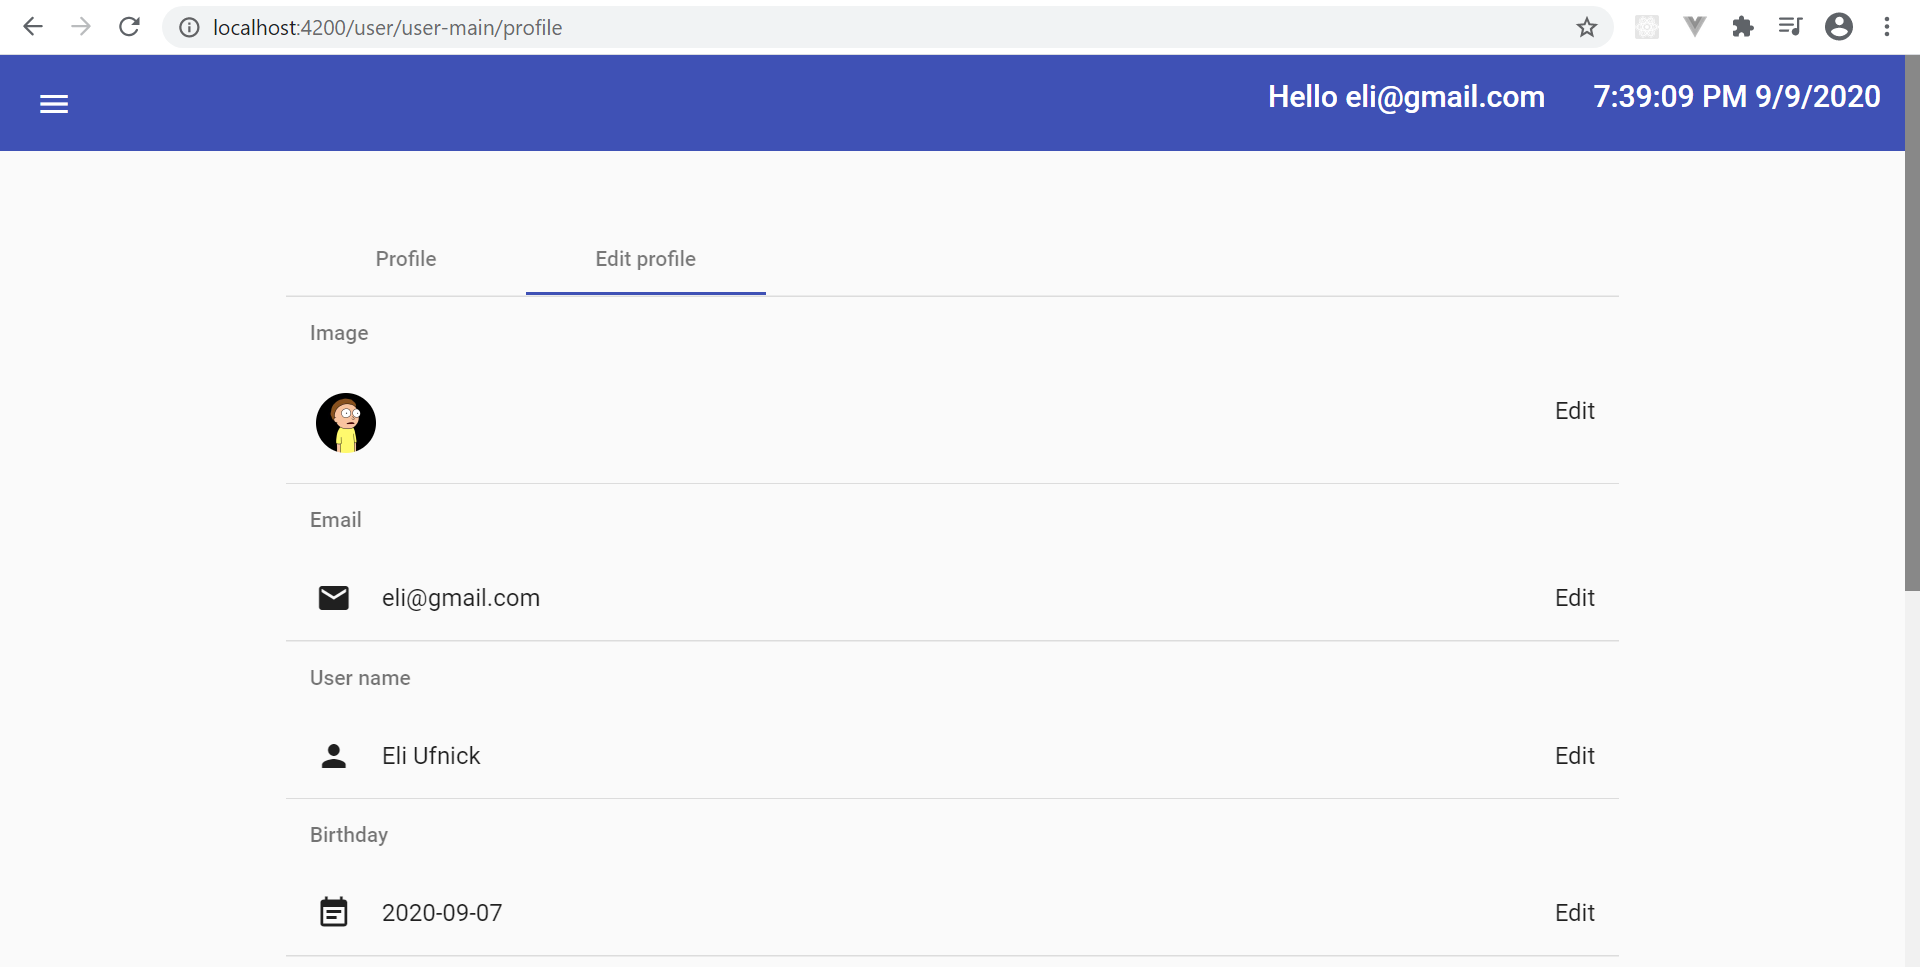 localhost:4200/user/user-main/profile
Hello eli@gmail.com 7:39:09 PM 9/9/2020
Profile Edit profile
Image
Edit
Email
eli@gmail.com Edit
User name
Eli Ufnick Edit
Birthday
2020-09-07 Edit